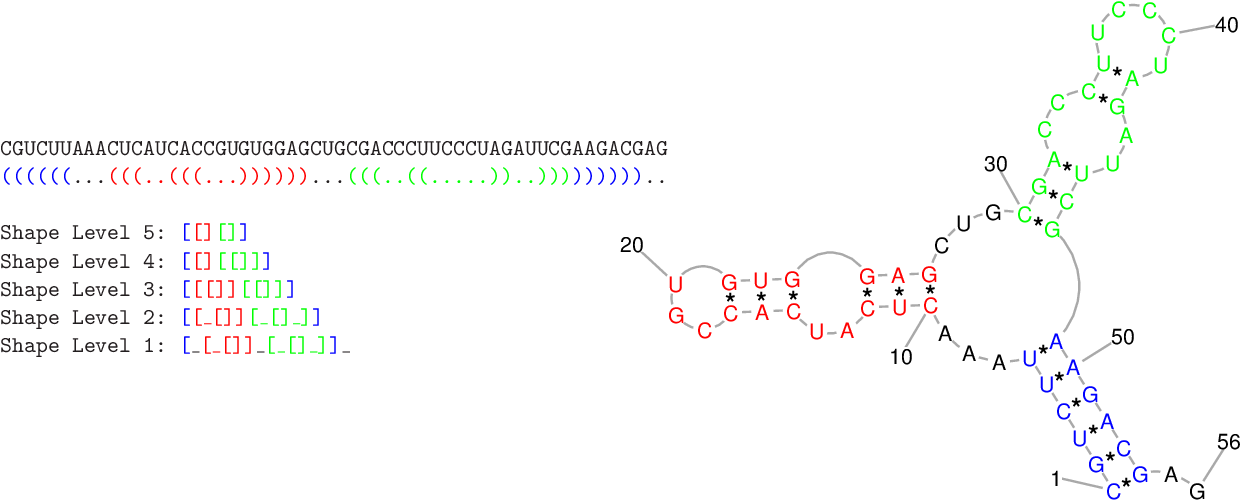 CGUCUUAAACUCAUCACCGUGUGGAGCUGCGACCCUUCCCUAGAUUCGAAGACGAG
((((((...(((..(((...))))))...(((..((.....))..)))))))))..
Shape Level 5: [[][]]
Shape Level 4: [[][[]]]
Shape Level 3: [[[]][[]]]
Shape Level 2: [[_[]][_[]_]]
Shape Level 1: [_[_[]]_[_[]_]]_
1
C G U C U U A A A C
10
U C A U C A C C G U
20
G U G G A G C U G C
30
G A C C C U U C C C
40
U A G A U U C G A A
50
G A C G A G
56